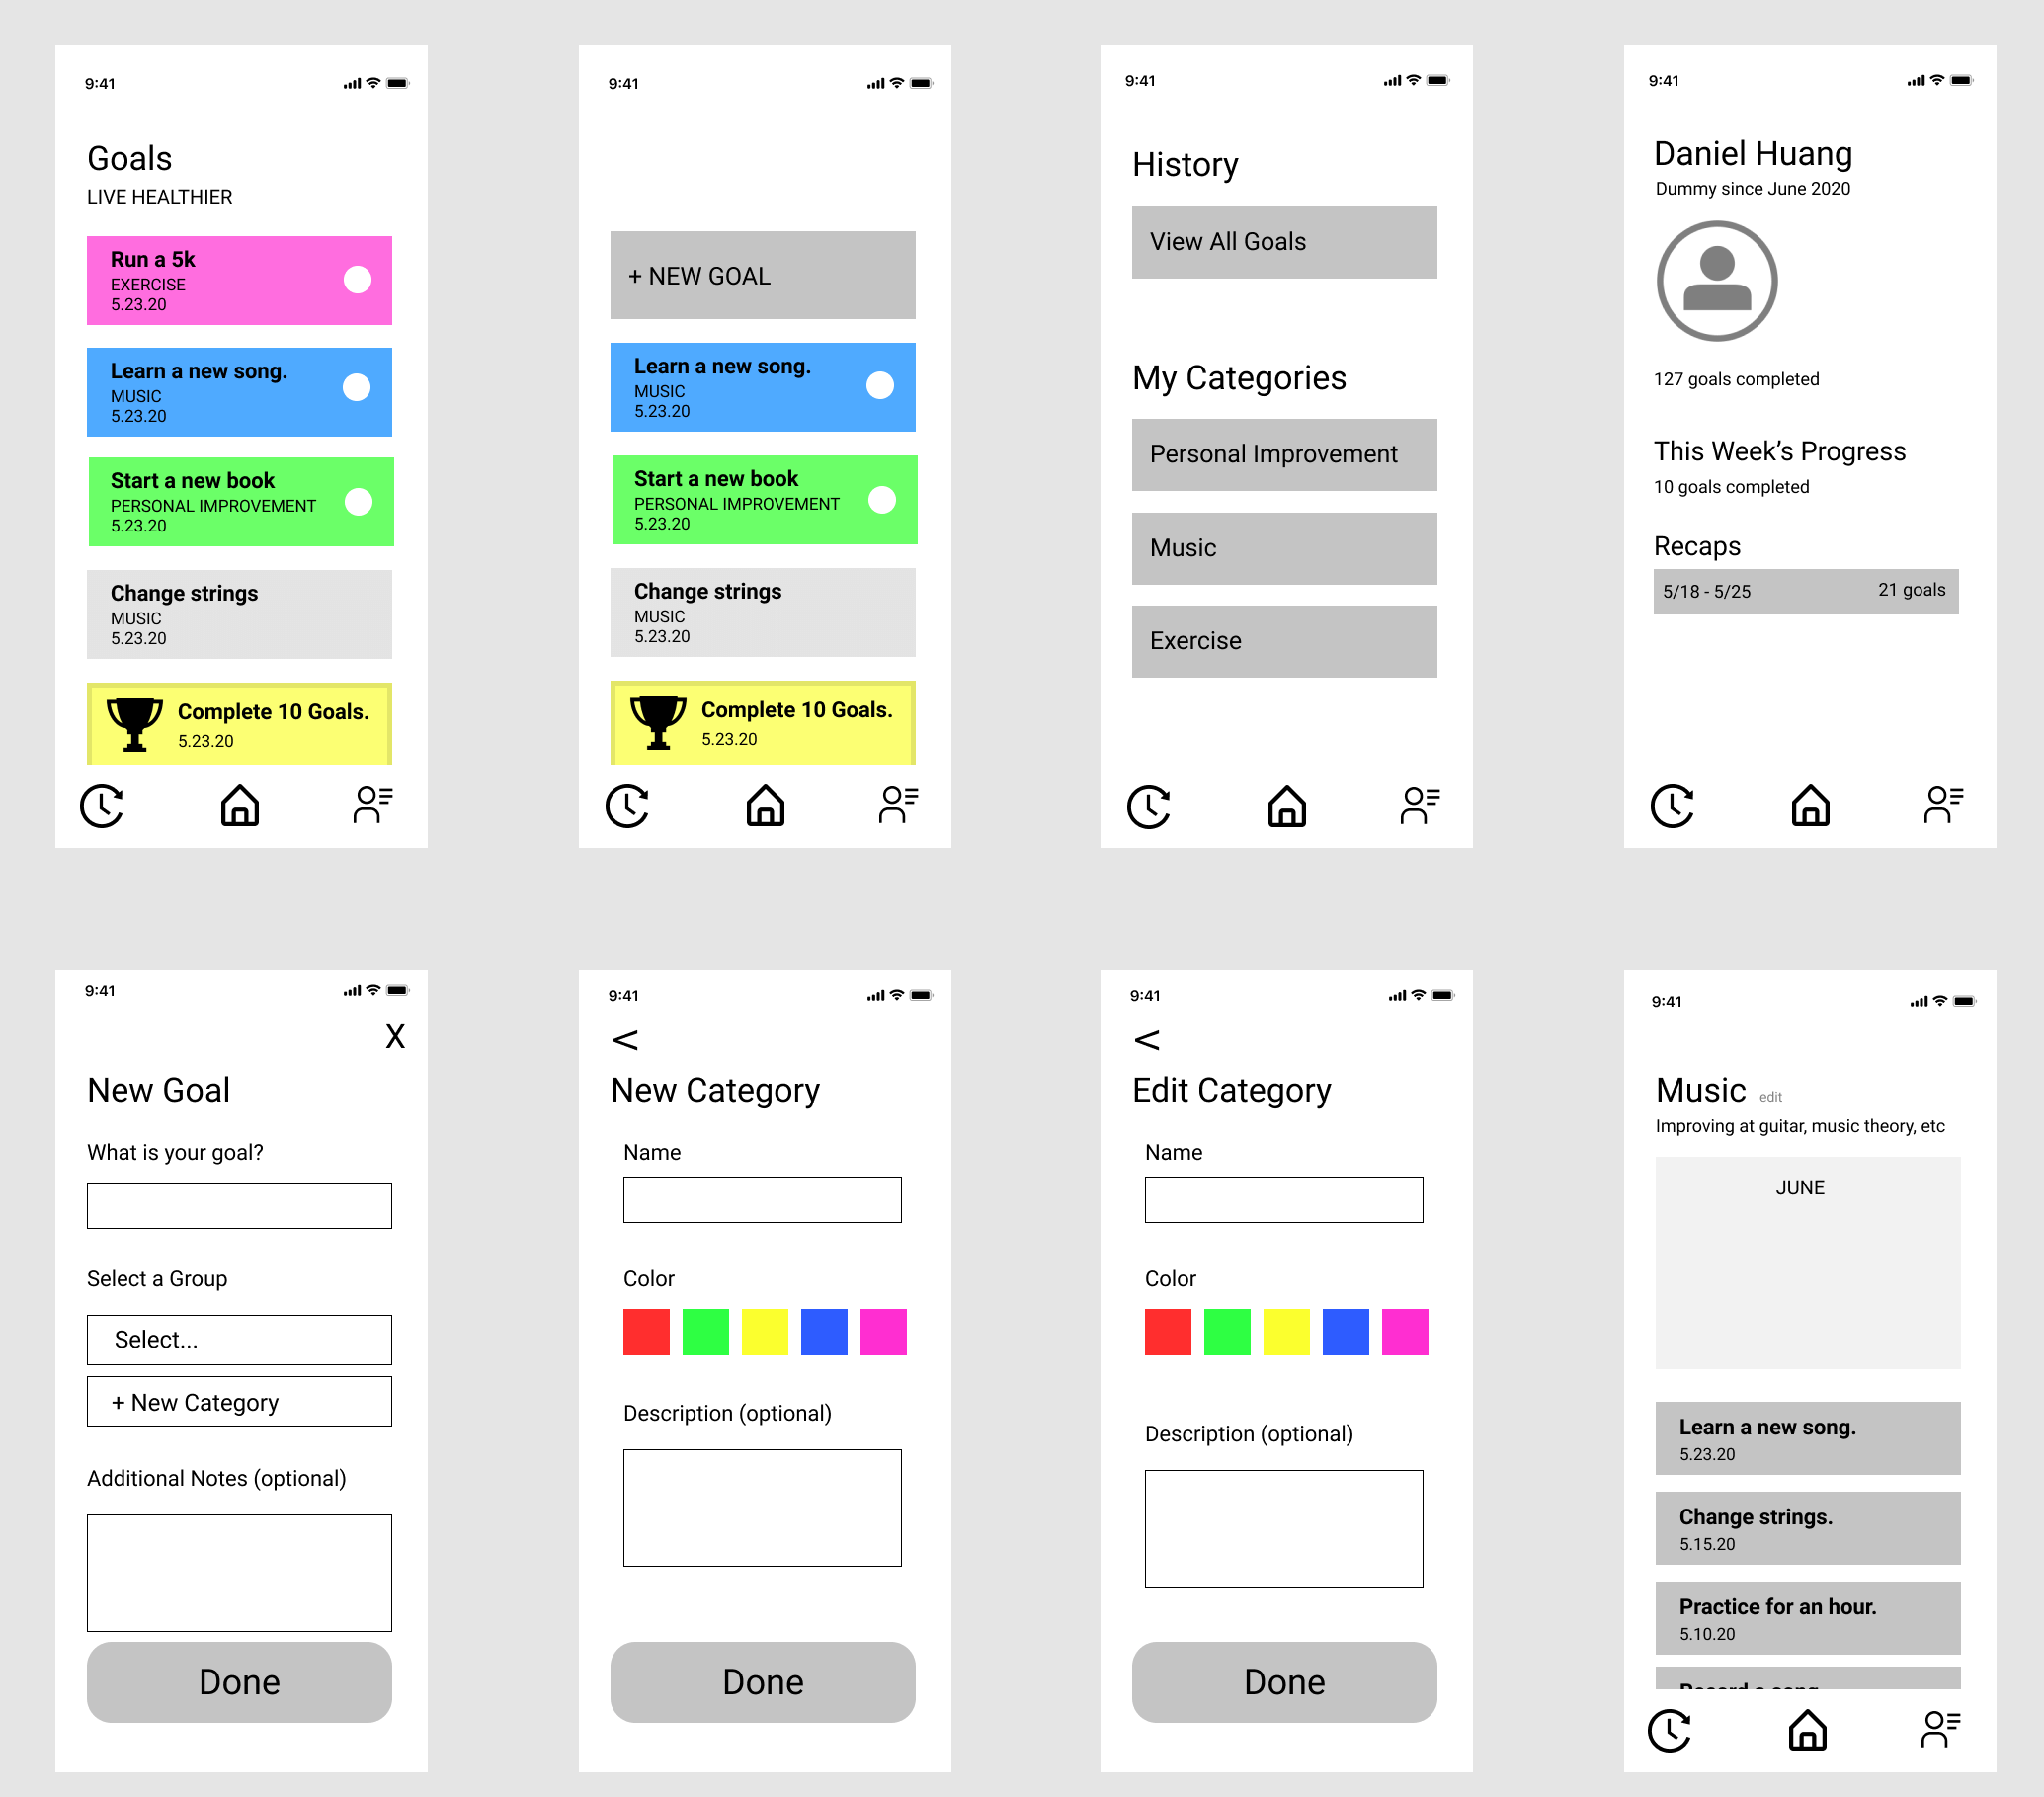 9:41
Goals
LIVE HEALTHIER
Run a 5k
EXERCISE
5.23.20
Learn a new song.
MUSIC
5.23.20
Start a new book
PERSONAL IMPROVEMENT
5.23.20
Change strings
MUSIC
5.23.20
Complete 10 Goals.
5.23.20
9:41
+ NEW GOAL
Learn a new song.
MUSIC
5.23.20
Start a new book
PERSONAL IMPROVEMENT
5.23.20
Change strings
MUSIC
5.23.20
Complete 10 Goals.
5.23.20
9:41
History
View All Goals
My Categories
Personal Improvement
Music
Exercise
9:41
Daniel Huang
Dummy since June 2020
127 goals completed
This Week's Progress
10 goals completed
Recaps
5/18 - 5/25 21 goals
9:41
X
New Goal
What is your goal?
Select a Group
Select...
+ New Category
Additional Notes (optional)
Done
9:41
<
New Category
Name
Color
Description (optional)
Done
9:41
<
Edit Category
Name
Color
Description (optional)
Done
9:41
Music edit
Improving at guitar, music theory, etc
JUNE
Learn a new song.
5.23.20
Change strings.
5.15.20
Practice for an hour.
5.10.20
Record a song